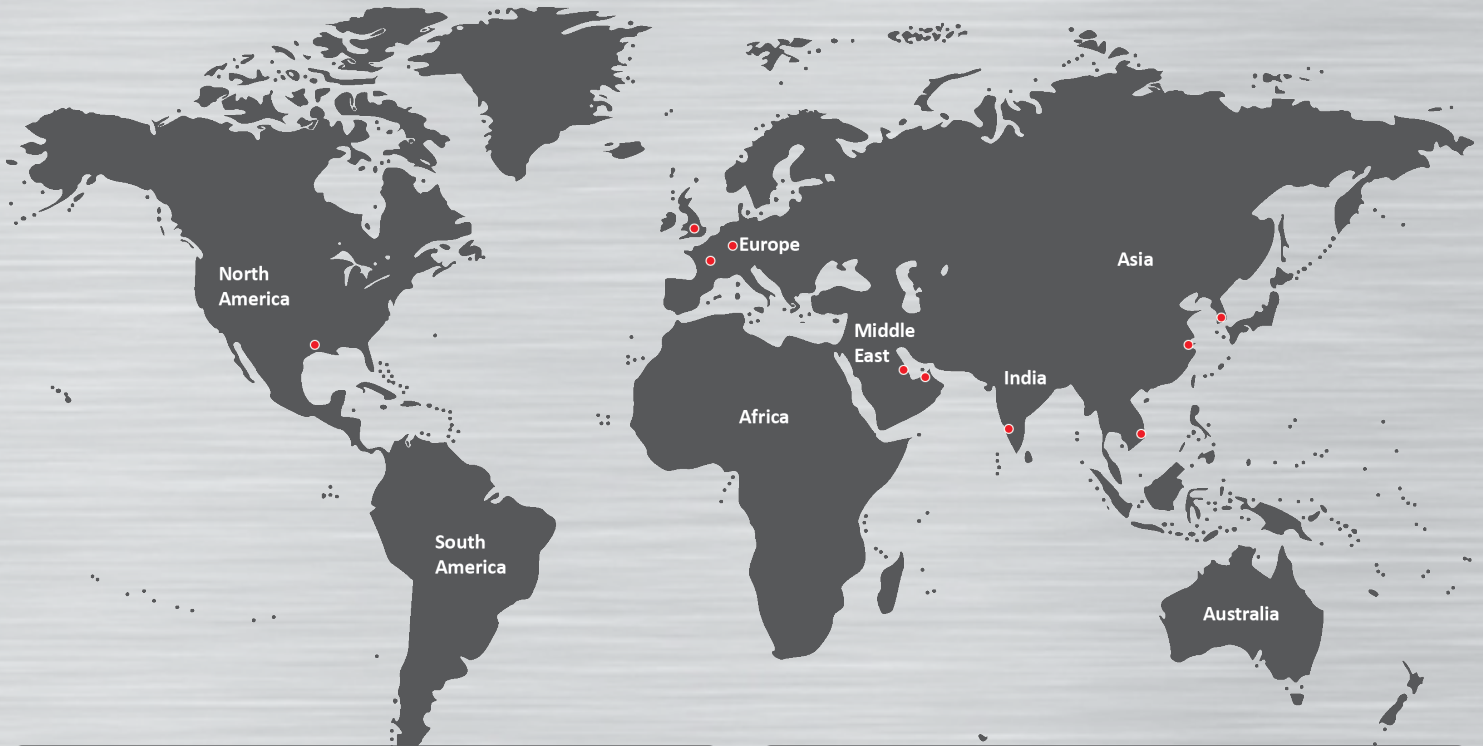 North
America
Europe
Asia
Middle
East
India
Africa
South
America
Australia